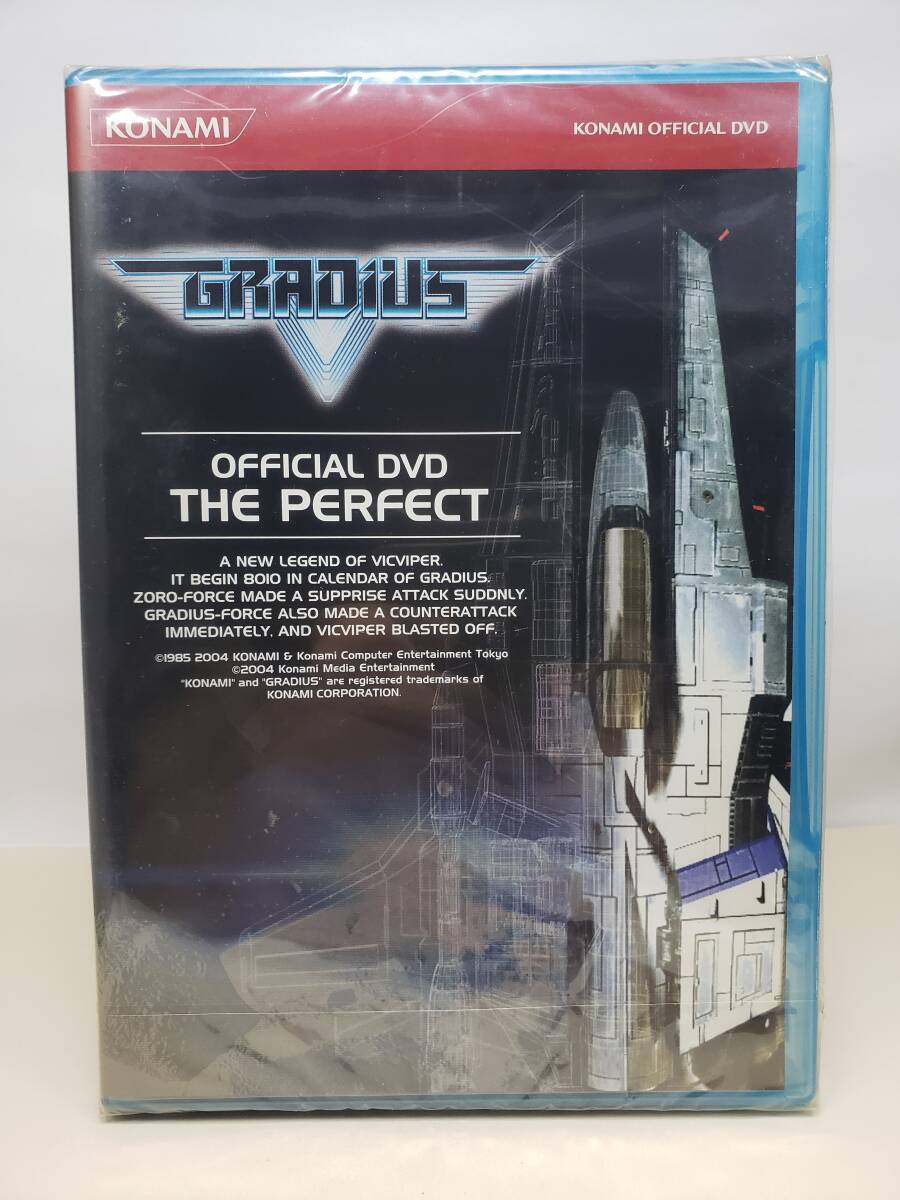 KONAMI
KONAMI OFFICIAL DVD
GRADIUS
OFFICIAL DVD
THE PERFECT
A NEW LEGEND OF VICVIPER.
IT BEGIN 8010 IN CALENDAR OF GRADIUS.
ZORO-FORCE MADE A SUPPRISE ATTACK SUDDNLY.
GRADIUS-FORCE ALSO MADE A COUNTERATTACK
IMMEDIATELY, AND VICVIPER BLASTED OFF.
©1985 2004 KONAMI & Konami Computer Entertainment Tokyo
©2004 Konami Media Entertainment
"KONAMI" and "GRADIUS" are registered trademarks of
KONAMI CORPORATION.